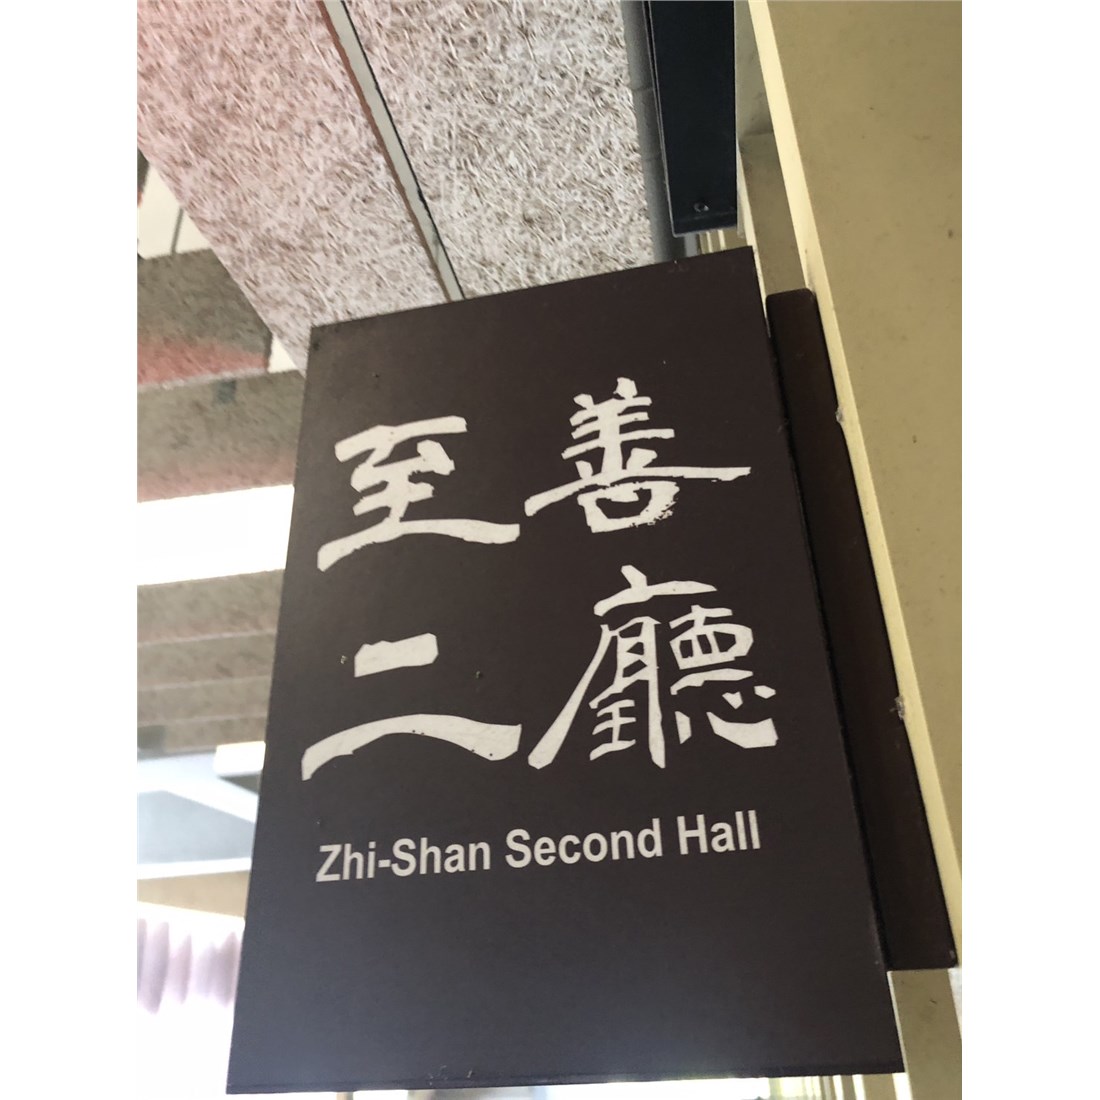 至善
二廳
Zhi-Shan Second Hall